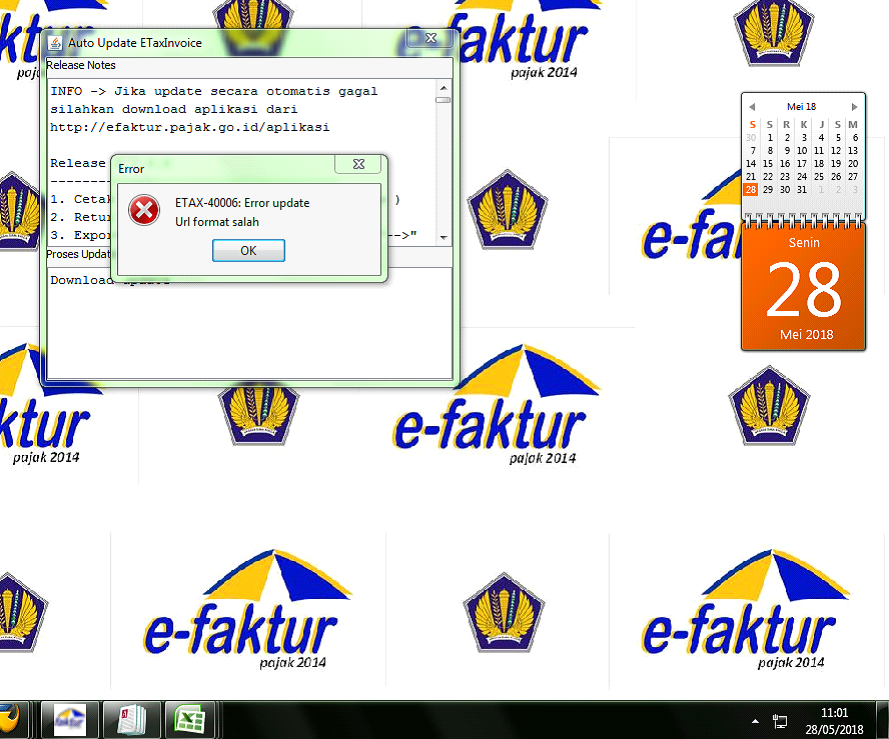 ktur
pajak 2014
e-faktur
pajak 2014
Auto Update ETaxInvoice
Release Notes
INFO -> Jika update secara otomatis gagal
silahkan download aplikasi dari
http://efaktur.pajak.go.id/aplikasi
Release
1. Cetak )
2. Retur
3. Expor -->"
Proses Updat
Download update
Error
ETAX-40006: Error update
Url format salah
OK
Mei 18
S S R K J S M
30 1 2 3 4 5 6
7 8 9 10 11 12 13
14 15 16 17 18 19 20
21 22 23 24 25 26 27
28 29 30 31 1 2 3
Senin
28
Mei 2018
e-fa
ktur
pajak 2014
e-faktur
pajak 2014
e-faktur
pajak 2014
e-faktur
pajak 2014
faktur
11:01
28/05/2018